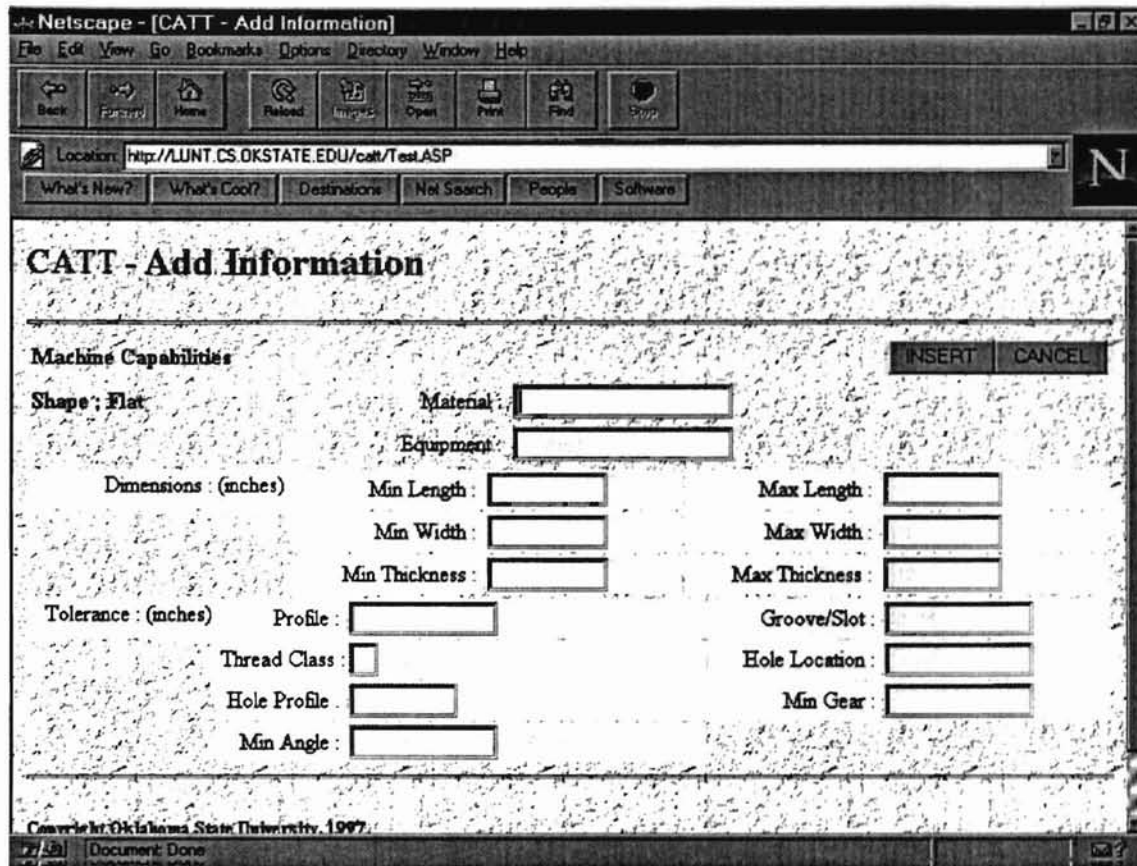 Netscape - [CATT - Add Information]
File Edit View Go Bookmarks Options Directory Window Help
Back Forward Home Reload Images Open Print Find Stop
Location: http://LUNT.CS.OKSTATE.EDU/catt/Test.ASP
N
What's New? What's Cool? Destinations Net Search People Software
CATT - Add Information
Machine Capabilities INSERT CANCEL
Shape : Flat Material :
Equipment :
Dimensions : (inches) Min Length : Max Length :
Min Width : Max Width :
Min Thickness : Max Thickness :
Tolerance : (inches) Profile : Groove/Slot :
Thread Class : Hole Location :
Hole Profile : Min Gear :
Min Angle :
Copyright Oklahoma State University, 1997
Document: Done